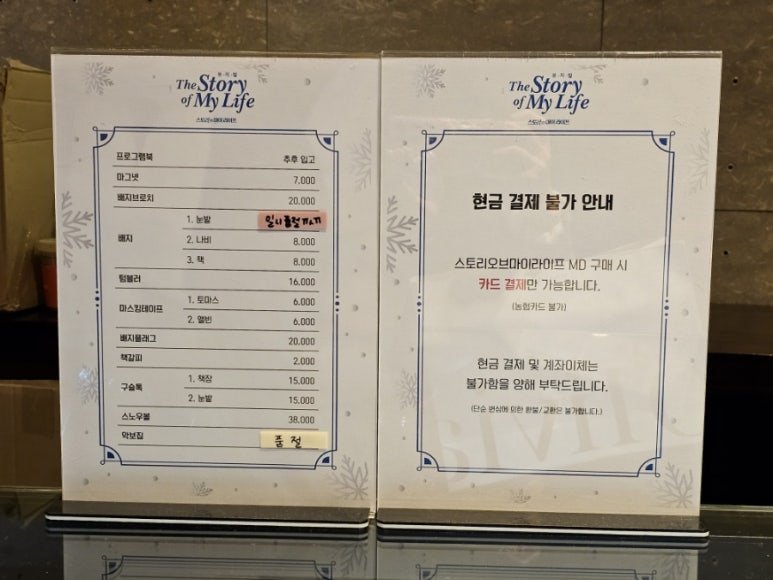 뮤지컬
The Story
of My Life
스토리오브마이라이프
프로그램북 추후 입고
마그넷 7,000
배지브로치 20,000
배지
1. 눈발 일시품절 ㅠㅅㅠ
2. 나비 8,000
3. 책 8,000
텀블러 16,000
마스킹테이프
1. 토마스 6,000
2. 앨빈 6,000
배지플래그 20,000
책갈피 2,000
구슬톡
1. 책장 15,000
2. 눈발 15,000
스노우볼 38,000
악보집 품절
뮤지컬
The Story
of My Life
스토리오브마이라이프
현금 결제 불가 안내
스토리오브마이라이프 MD 구매 시
카드 결제만 가능합니다.
(농협카드 불가)
현금 결제 및 계좌이체는
불가함을 양해 부탁드립니다.
(단순 변심에 의한 환불/교환은 불가합니다.)